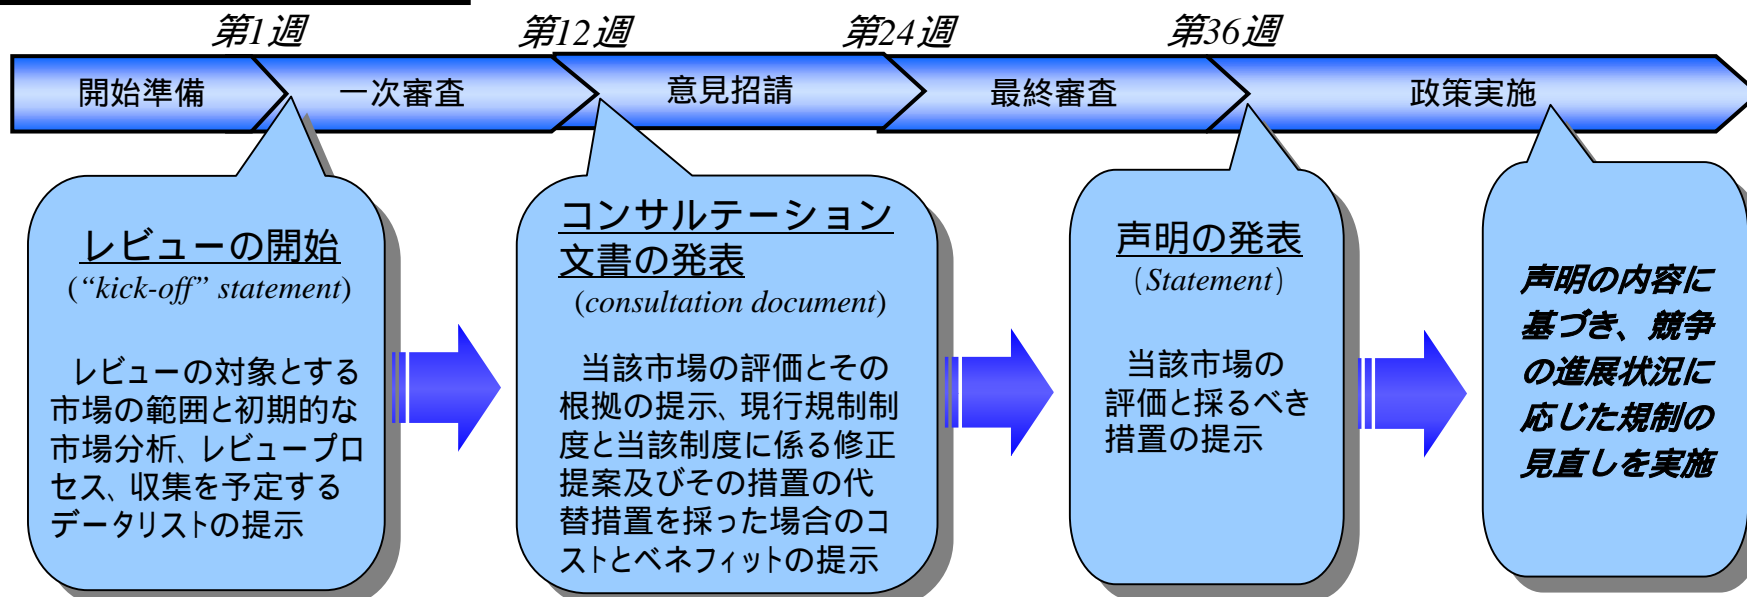 第1週
第12週
第24週
第36週
開始準備
一次審査
意見招請
最終審査
政策実施
レビューの開始
(“kick-off” statement)
レビューの対象とする
市場の範囲と初期的な
市場分析、レビュープロ
セス、収集を予定する
データリストの提示
コンサルテーション
文書の発表
(consultation document)
当該市場の評価とその
根拠の提示、現行規制制
度と当該制度に係る修正
提案及びその措置の代
替措置を採った場合のコ
ストとベネフィットの提示
声明の発表
(Statement)
当該市場の
評価と採るべき
措置の提示
声明の内容に
基づき、競争
の進展状況に
応じた規制の
見直しを実施